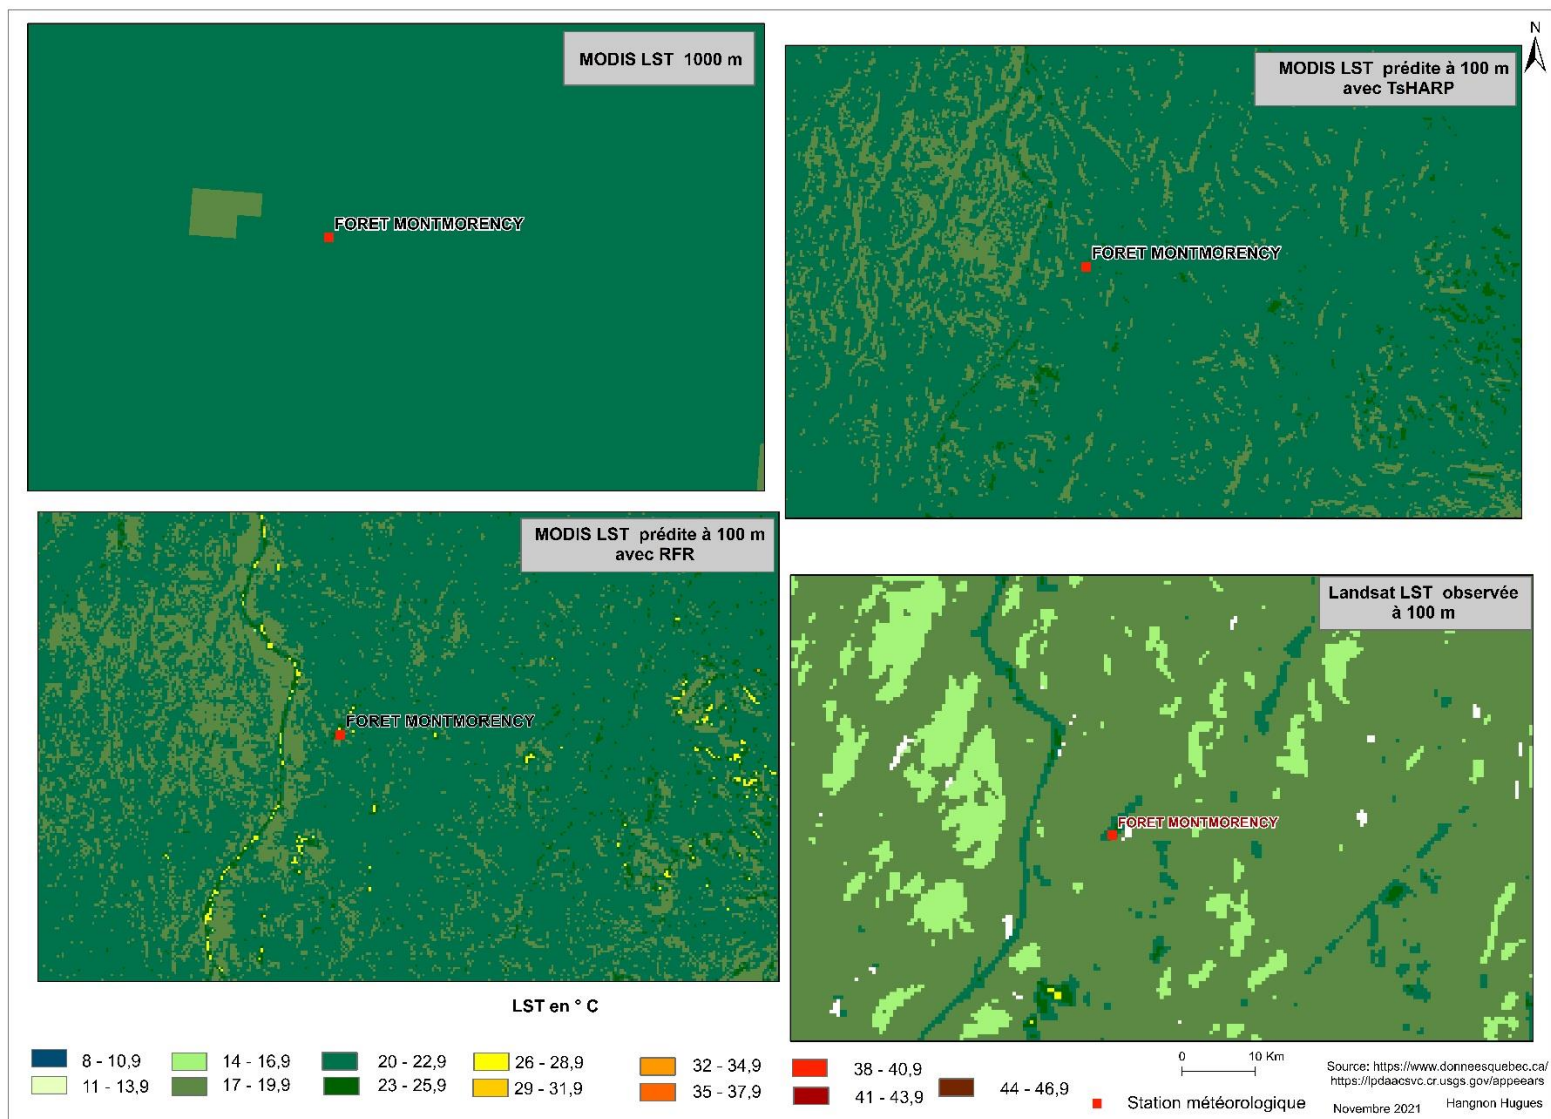 MODIS LST 1000 m
FORET MONTMORENCY
N
MODIS LST prédite à 100 m
avec TsHARP
FORET MONTMORENCY
MODIS LST prédite à 100 m
avec RFR
FORET MONTMORENCY
Landsat LST observée
à 100 m
FORET MONTMORENCY
LST en ° C
8 - 10,9
11 - 13,9
14 - 16,9
17 - 19,9
20 - 22,9
23 - 25,9
26 - 28,9
29 - 31,9
32 - 34,9
35 - 37,9
38 - 40,9
41 - 43,9
44 - 46,9
0 10 Km
Station météorologique
Source: https://www.donneesquebec.ca/
https://lpdaacsvc.cr.usgs.gov/appeears
Novembre 2021 Hangnon Hugues